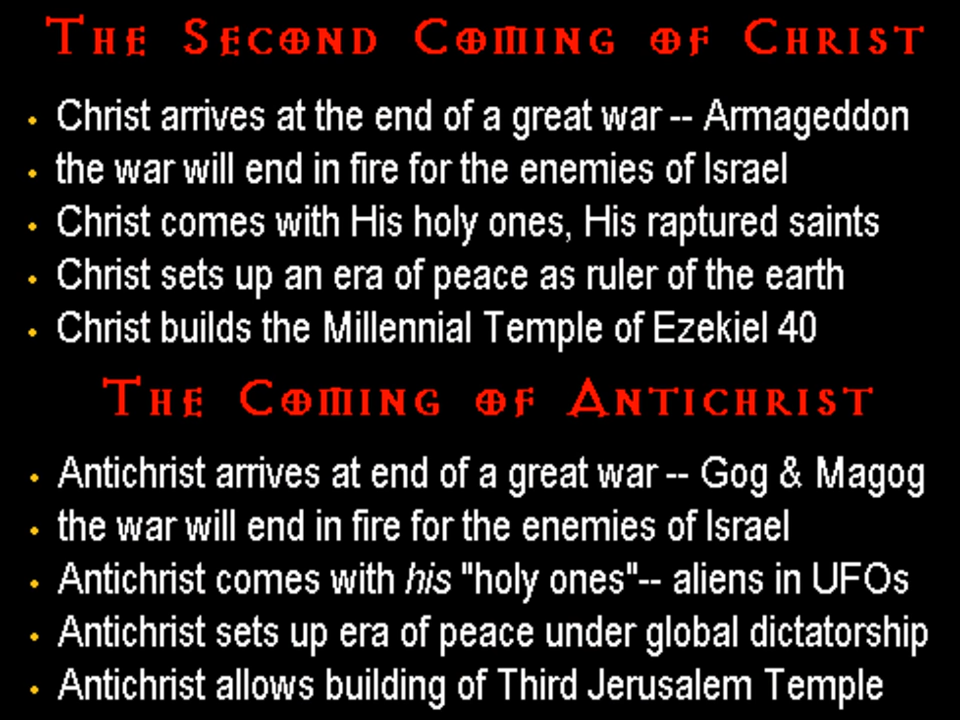 The Second Coming of Christ
• Christ arrives at the end of a great war -- Armageddon
• the war will end in fire for the enemies of Israel
• Christ comes with His holy ones, His raptured saints
• Christ sets up an era of peace as ruler of the earth
• Christ builds the Millennial Temple of Ezekiel 40
The Coming of Antichrist
• Antichrist arrives at end of a great war -- Gog & Magog
• the war will end in fire for the enemies of Israel
• Antichrist comes with his "holy ones"-- aliens in UFOs
• Antichrist sets up era of peace under global dictatorship
• Antichrist allows building of Third Jerusalem Temple